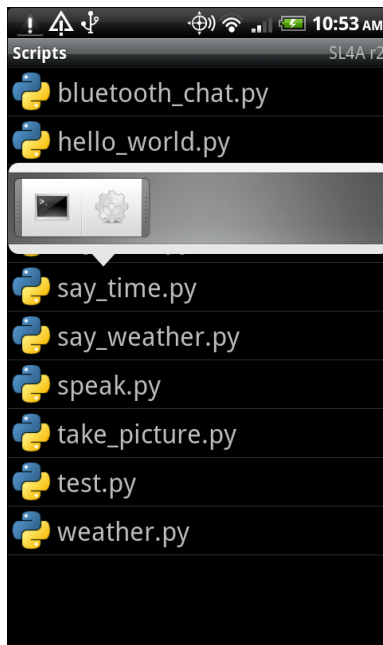 10:53 AM
Scripts SL4A r2
bluetooth_chat.py
hello_world.py
say_time.py
say_weather.py
speak.py
take_picture.py
test.py
weather.py